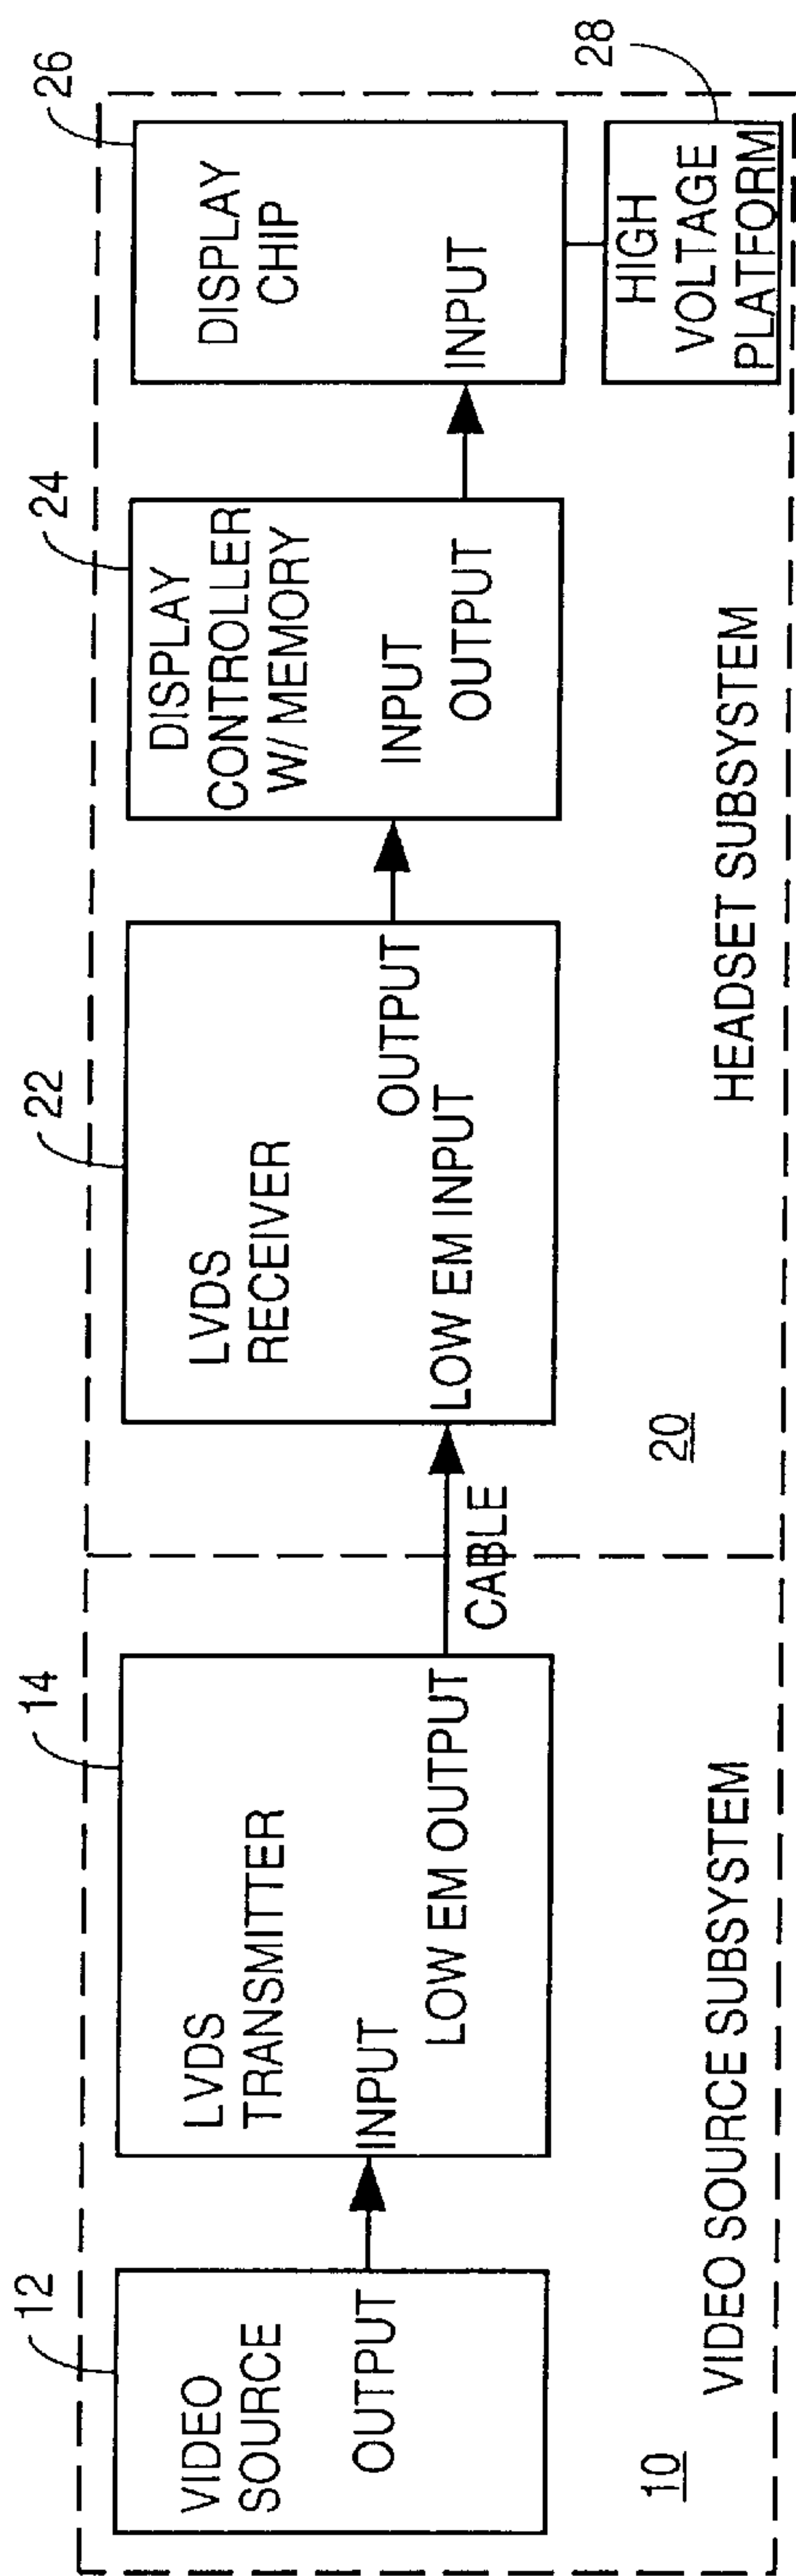 12
VIDEO
SOURCE
OUTPUT
14
LVDS
TRANSMITTER
INPUT
LOW EM OUTPUT
CABLE
VIDEO SOURCE SUBSYSTEM
10
22
LVDS
RECEIVER
OUTPUT
LOW EM INPUT
24
DISPLAY
CONTROLLER
W/ MEMORY
INPUT
OUTPUT
26
DISPLAY
CHIP
INPUT
28
HIGH
VOLTAGE
PLATFORM
HEADSET SUBSYSTEM
20